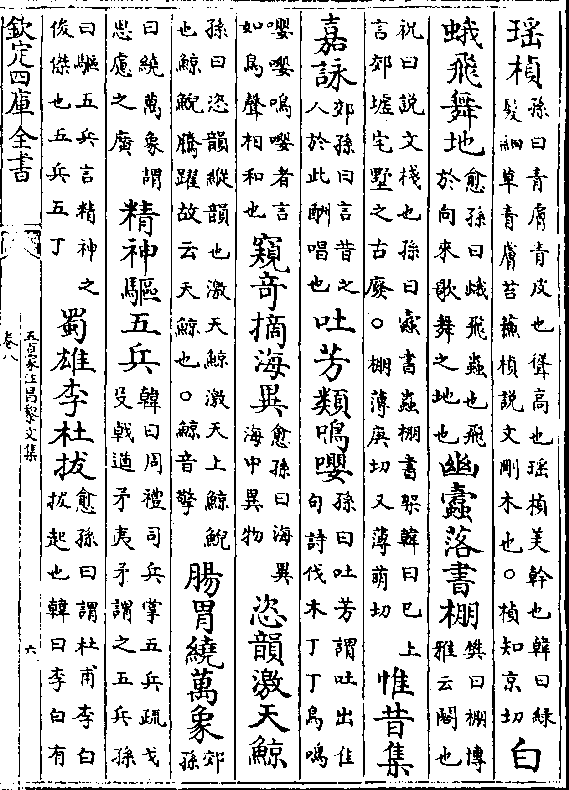 瑶楨孫曰青膚青皮也聳高也瑶楨美幹也韓曰緑髮細草青膚苔蘚楨説文剛木也○楨知京切白
蛾飛舞地愈孫曰蛾飛蟲也飛於向來歌舞之地也幽蠹落書棚樊曰棚博雅云閣也
祝曰説文棧也孫曰蠹書蟲棚書架韓曰已上言郊墟宅墅之古廢○棚薄庚切又薄萌切惟昔集
嘉詠郊孫曰言昔之人於此酬唱也吐芳類鳴嚶孫曰吐芳謂吐出佳句詩伐木丁丁鳥鳴
嚶嚶鳴嚶者言如鳥聲相和也窺奇摘海異愈孫曰海異海中異物恣韻激天鯨
孫曰恣韻縱韻也激天鯨激天上鯨鯢也鯨鯢騰躍故云天鯨也○鯨音擎腸胃繞萬象郊孫
曰繞萬象謂思慮之廣精神驅五兵韓曰周禮司兵掌五兵疏戈殳戟酋矛夷矛謂之五兵孫
曰驅五兵言精神之俊傑也五兵五丁蜀雄李杜拔愈孫曰謂杜甫李白拔起也韓曰李白有
欽定四庫全書
五百家注昌黎文集
卷八
六